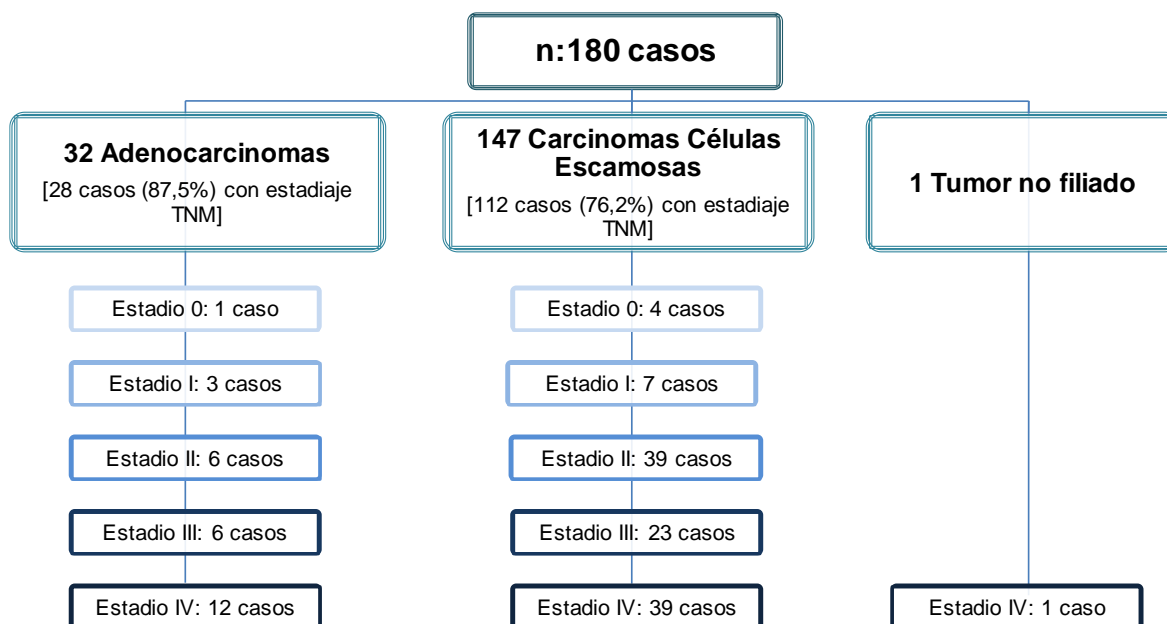 n:180 casos
32 Adenocarcinomas
[28 casos (87,5%) con estadiaje
TNM]
147 Carcinomas Células
Escamosas
[112 casos (76,2%) con estadiaje
TNM]
1 Tumor no filiado
Estadio 0: 1 caso
Estadio 0: 4 casos
Estadio I: 3 casos
Estadio I: 7 casos
Estadio II: 6 casos
Estadio II: 39 casos
Estadio III: 6 casos
Estadio III: 23 casos
Estadio IV: 12 casos
Estadio IV: 39 casos
Estadio IV: 1 caso